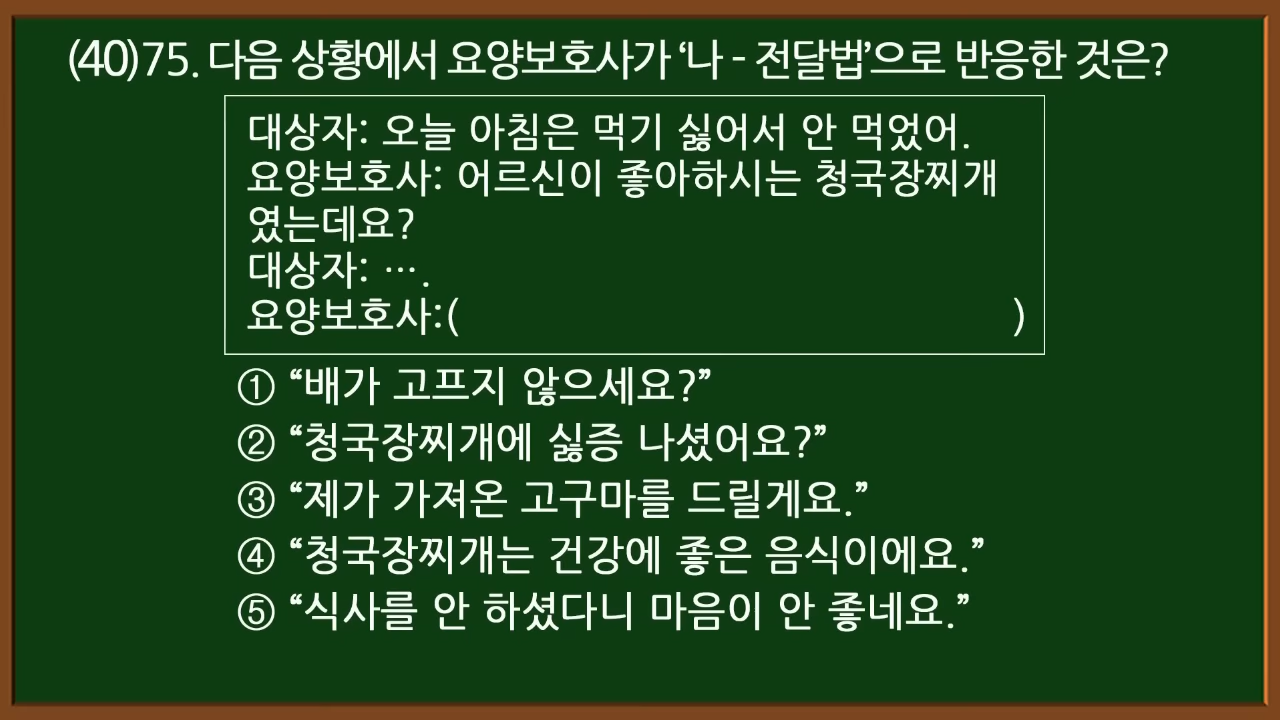 (40)75. 다음 상황에서 요양보호사가 ‘나 - 전달법’으로 반응한 것은?
대상자: 오늘 아침은 먹기 싫어서 안 먹었어.
요양보호사: 어르신이 좋아하시는 청국장찌개
였는데요?
대상자: ….
요양보호사:( )
① “배가 고프지 않으세요?”
② “청국장찌개에 싫증 나셨어요?”
③ “제가 가져온 고구마를 드릴게요.”
④ “청국장찌개는 건강에 좋은 음식이에요.”
⑤ “식사를 안 하셨다니 마음이 안 좋네요.”